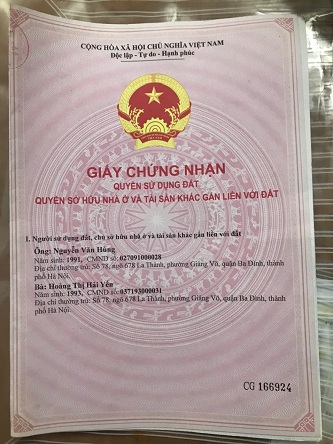 CỘNG HÒA XÃ HỘI CHỦ NGHĨA VIỆT NAM
Độc lập - Tự do - Hạnh phúc
GIẤY CHỨNG NHẬN
QUYỀN SỬ DỤNG ĐẤT
QUYỀN SỞ HỮU NHÀ Ở VÀ TÀI SẢN KHÁC GẮN LIỀN VỚI ĐẤT
I. Người sử dụng đất, chủ sở hữu nhà ở và tài sản khác gắn liền với đất
Ông: Nguyễn Văn Hùng
Năm sinh: 1991, CMND số: 027091000028
Địa chỉ thường trú: Số 78, ngõ 678 La Thành, phường Giảng Võ, quận Ba Đình, thành
phố Hà Nội.
Bà: Hoàng Thị Hải Yến
Năm sinh: 1993, CMND số: 037193000031
Địa chỉ thường trú: Số 78, ngõ 678 La Thành, phường Giảng Võ, quận Ba Đình, thành
phố Hà Nội.
CG 166924